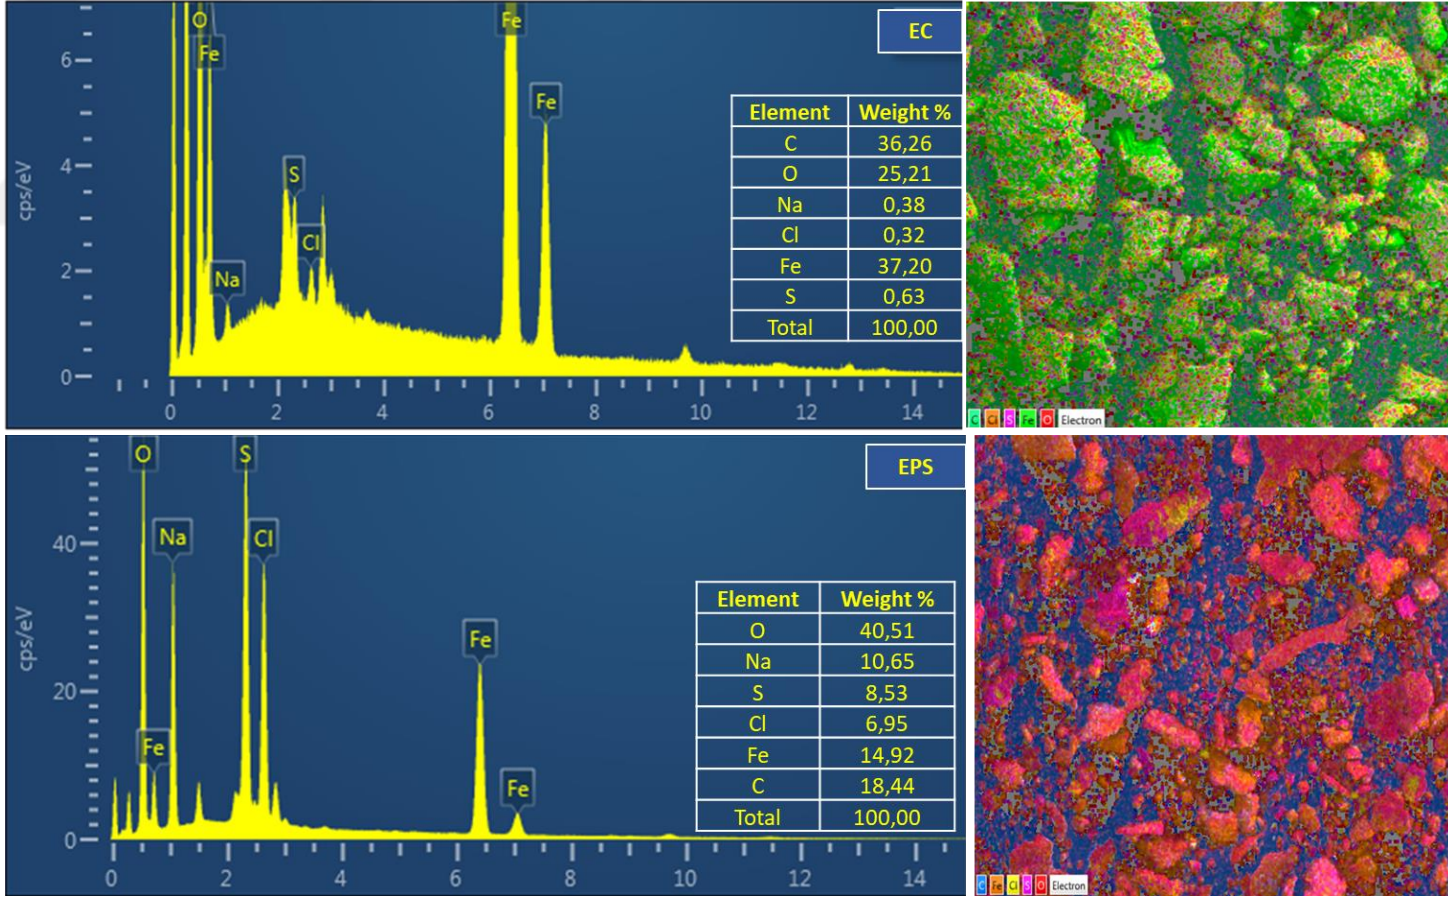 EC
O
Fe
Fe
Fe
S
Cl
Na
cps/eV
6
4
2
0
0 2 4 6 8 10 12 14
Element Weight %
C 36,26
O 25,21
Na 0,38
Cl 0,32
Fe 37,20
S 0,63
Total 100,00
C Cl S Fe O Electron
EPS
O
S
Na
Cl
Fe
Fe
Fe
cps/eV
40
20
0
0 2 4 6 8 10 12 14
Element Weight %
O 40,51
Na 10,65
S 8,53
Cl 6,95
Fe 14,92
C 18,44
Total 100,00
C Fe Cl S O Electron